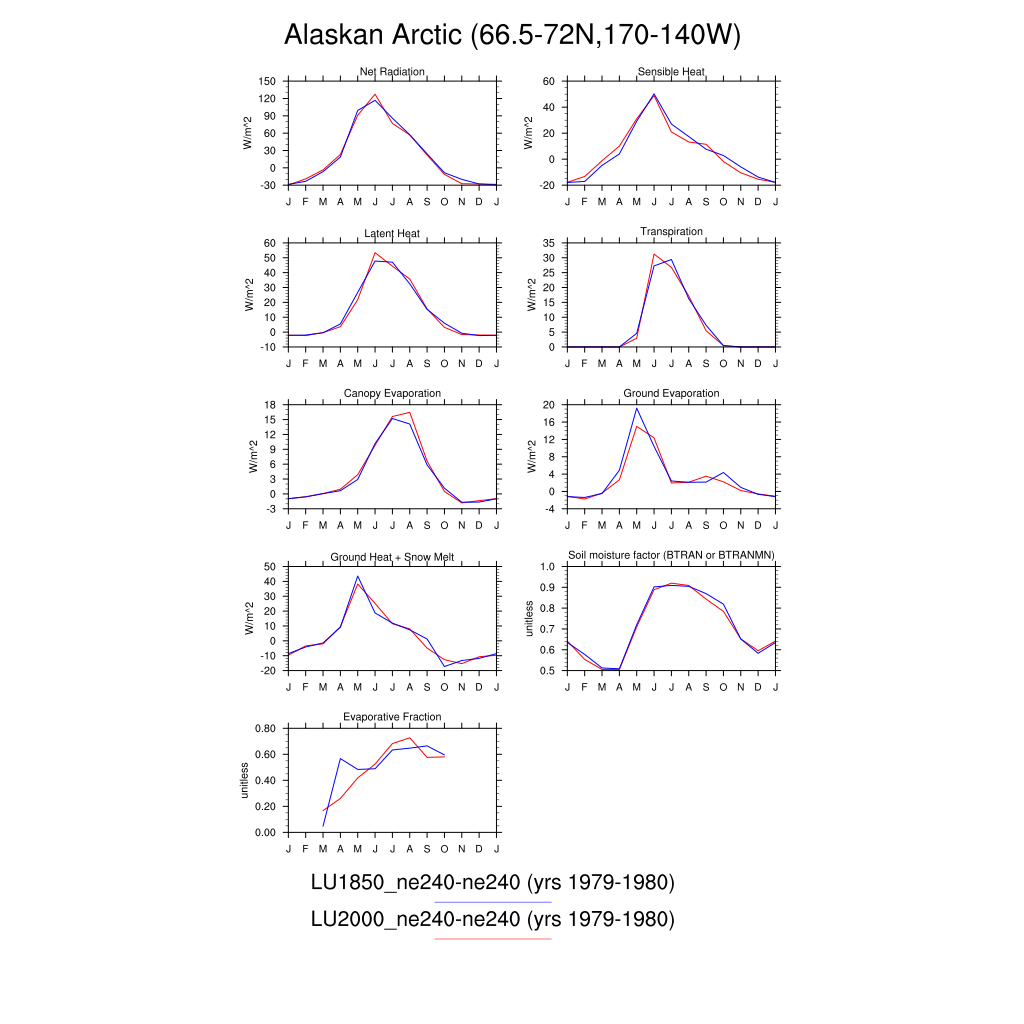 Alaskan Arctic (66.5-72N,170-140W)
Net Radiation
W/m^2
150
120
90
60
30
0
-30
J F M A M J J A S O N D J
Sensible Heat
W/m^2
60
40
20
0
-20
J F M A M J J A S O N D J
Latent Heat
W/m^2
60
50
40
30
20
10
0
-10
J F M A M J J A S O N D J
Transpiration
W/m^2
35
30
25
20
15
10
5
0
J F M A M J J A S O N D J
Canopy Evaporation
W/m^2
18
15
12
9
6
3
0
-3
J F M A M J J A S O N D J
Ground Evaporation
W/m^2
20
16
12
8
4
0
-4
J F M A M J J A S O N D J
Ground Heat + Snow Melt
W/m^2
50
40
30
20
10
0
-10
-20
J F M A M J J A S O N D J
Soil moisture factor (BTRAN or BTRANMN)
unitless
1.0
0.9
0.8
0.7
0.6
0.5
J F M A M J J A S O N D J
Evaporative Fraction
unitless
0.80
0.60
0.40
0.20
0.00
J F M A M J J A S O N D J
LU1850_ne240-ne240 (yrs 1979-1980)
LU2000_ne240-ne240 (yrs 1979-1980)